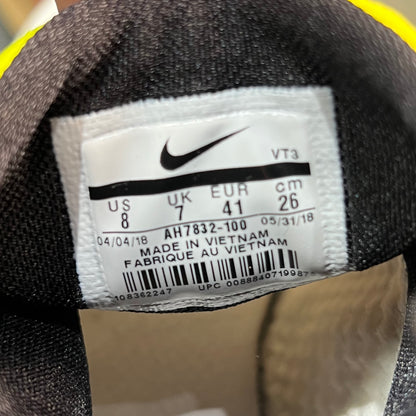 VT3
US UK EUR cm
8 7 41 26
04/04/18 AH7832-100 05/31/18
MADE IN VIETNAM
FABRIQUE AU VIETNAM
108362247 UPC 00888407199875